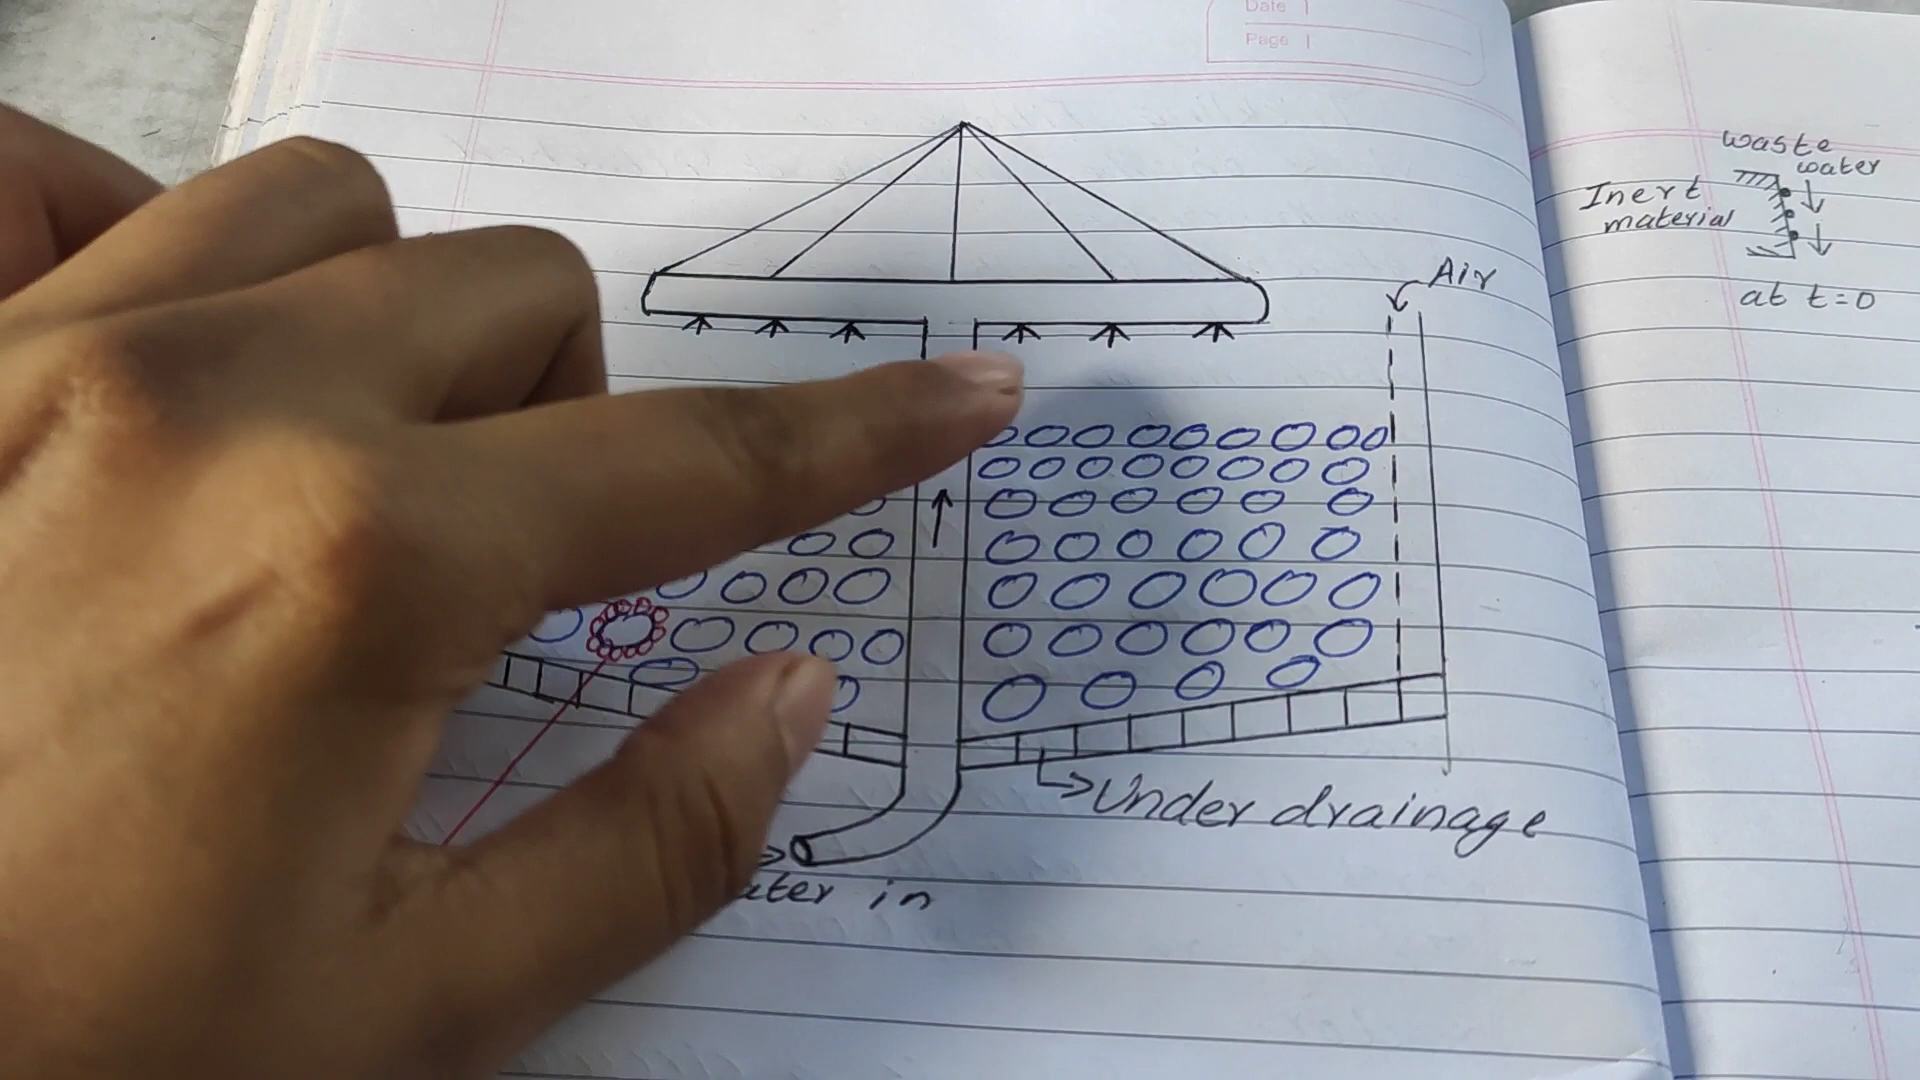 Date
Page
Air
Under drainage
in
waste
water
Inert
material
at t=0